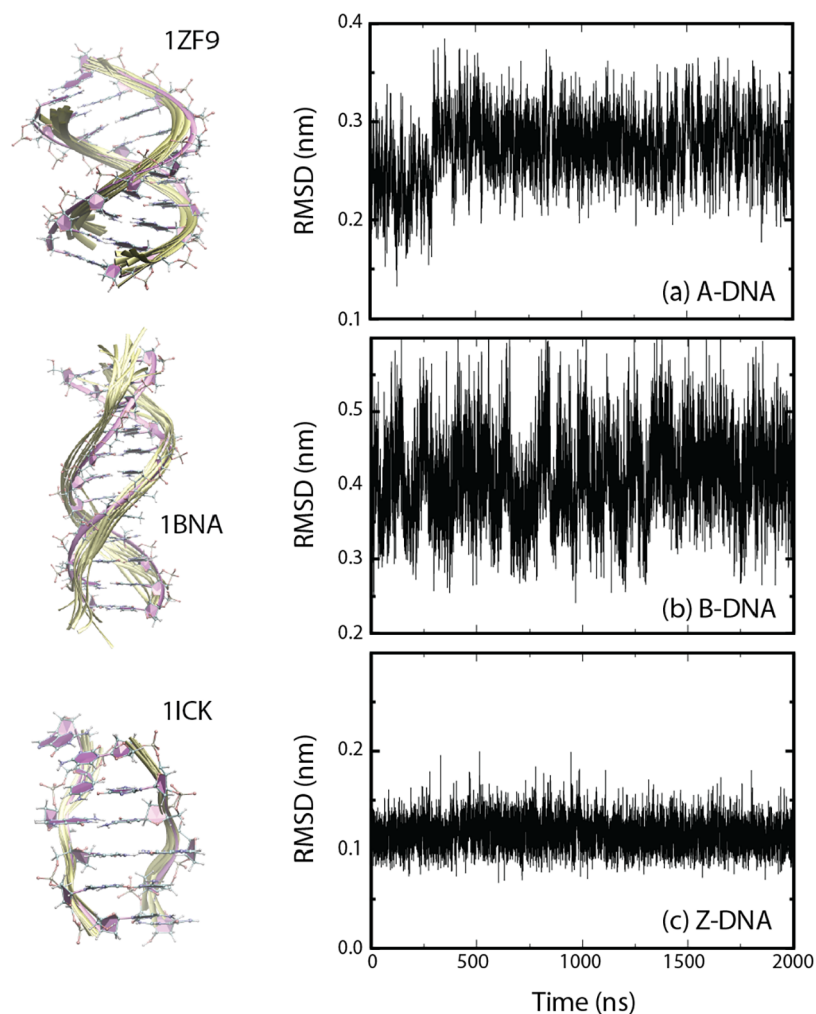 1ZF9
0.4
0.3
0.2
0.1
RMSD (nm)
(a) A-DNA
1BNA
0.5
0.4
0.3
0.2
RMSD (nm)
(b) B-DNA
1ICK
0.2
0.1
0.0
RMSD (nm)
(c) Z-DNA
0 500 1000 1500 2000
Time (ns)